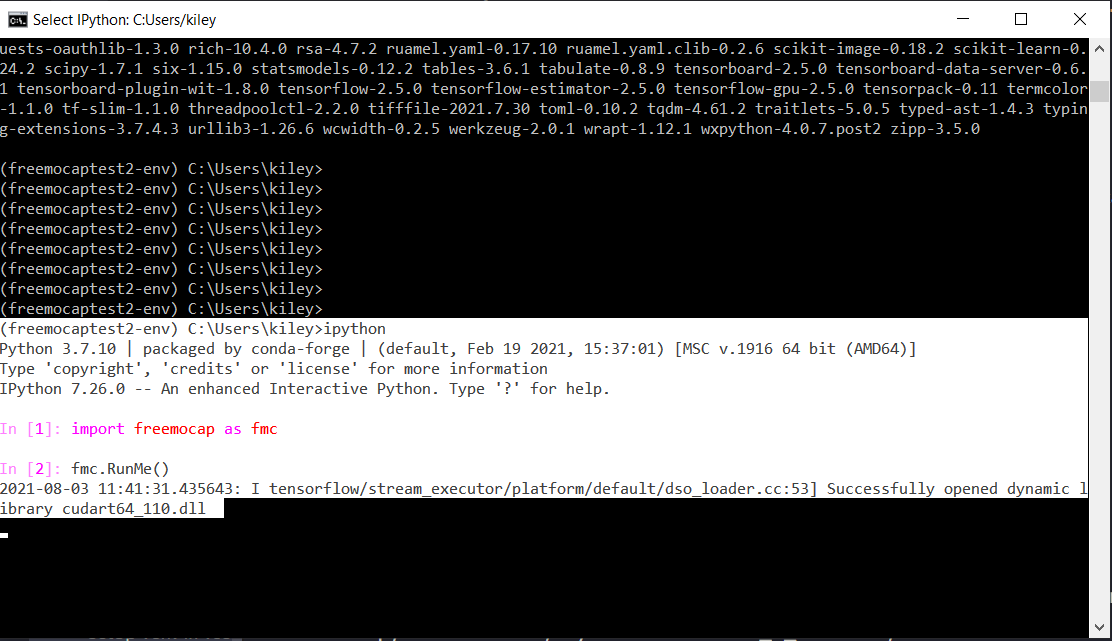 Select IPython: C:Users/kiley
uests-oauthlib-1.3.0 rich-10.4.0 rsa-4.7.2 ruamel.yaml-0.17.10 ruamel.yaml.clib-0.2.6 scikit-image-0.18.2 scikit-learn-0.
24.2 scipy-1.7.1 six-1.15.0 statsmodels-0.12.2 tables-3.6.1 tabulate-0.8.9 tensorboard-2.5.0 tensorboard-data-server-0.6.
1 tensorboard-plugin-wit-1.8.0 tensorflow-2.5.0 tensorflow-estimator-2.5.0 tensorflow-gpu-2.5.0 tensorpack-0.11 termcolor
-1.1.0 tf-slim-1.1.0 threadpoolctl-2.2.0 tifffile-2021.7.30 toml-0.10.2 tqdm-4.61.2 traitlets-5.0.5 typed-ast-1.4.3 typin
g-extensions-3.7.4.3 urllib3-1.26.6 wcwidth-0.2.5 werkzeug-2.0.1 wrapt-1.12.1 wxpython-4.0.7.post2 zipp-3.5.0
(freemocaptest2-env) C:\Users\kiley>
(freemocaptest2-env) C:\Users\kiley>
(freemocaptest2-env) C:\Users\kiley>
(freemocaptest2-env) C:\Users\kiley>
(freemocaptest2-env) C:\Users\kiley>
(freemocaptest2-env) C:\Users\kiley>
(freemocaptest2-env) C:\Users\kiley>
(freemocaptest2-env) C:\Users\kiley>
(freemocaptest2-env) C:\Users\kiley>ipython
Python 3.7.10 | packaged by conda-forge | (default, Feb 19 2021, 15:37:01) [MSC v.1916 64 bit (AMD64)]
Type 'copyright', 'credits' or 'license' for more information
IPython 7.26.0 -- An enhanced Interactive Python. Type '?' for help.
In [1]: import freemocap as fmc
In [2]: fmc.RunMe()
2021-08-03 11:41:31.435643: I tensorflow/stream_executor/platform/default/dso_loader.cc:53] Successfully opened dynamic l
ibrary cudart64_110.dll